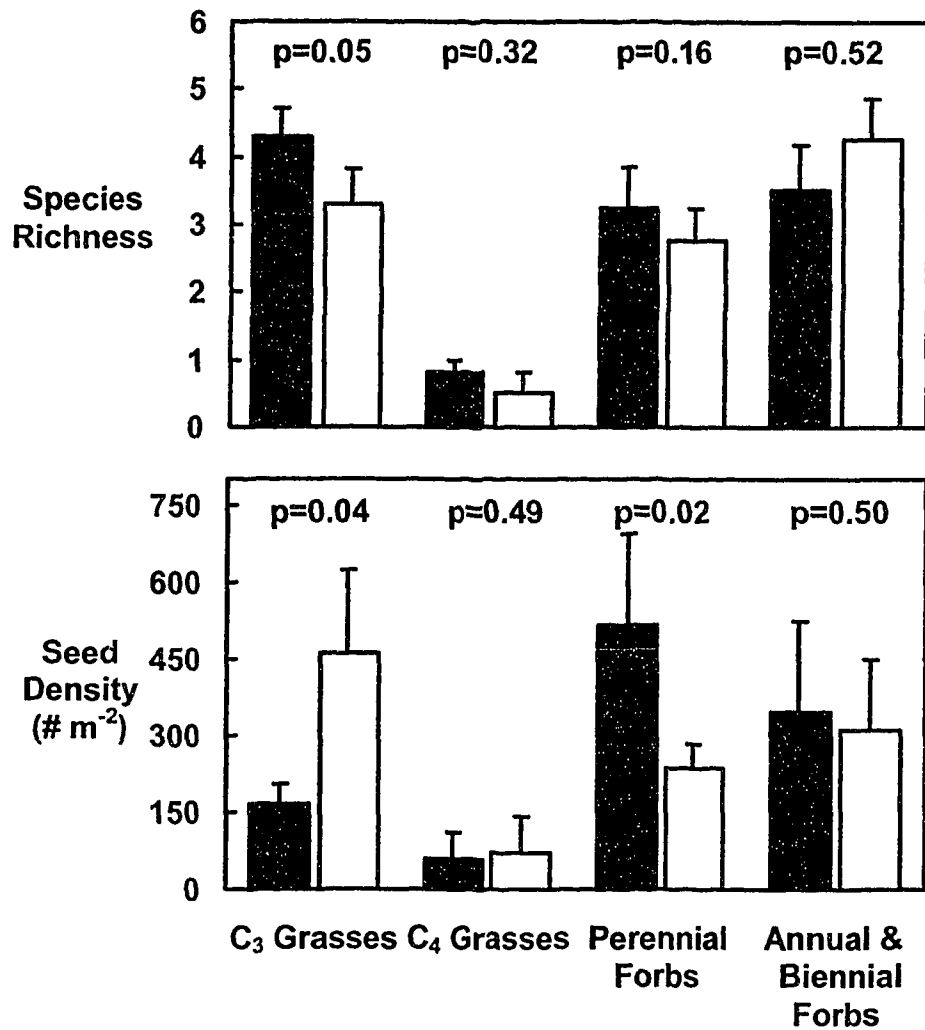 6
p=0.05 p=0.32 p=0.16 p=0.52
5
4
Species
Richness
3
2
1
0
750
p=0.04 p=0.49 p=0.02 p=0.50
600
Seed
Density
(# m⁻²)
450
300
150
0
C₃ Grasses C₄ Grasses Perennial Annual &
Forbs Biennial
Forbs